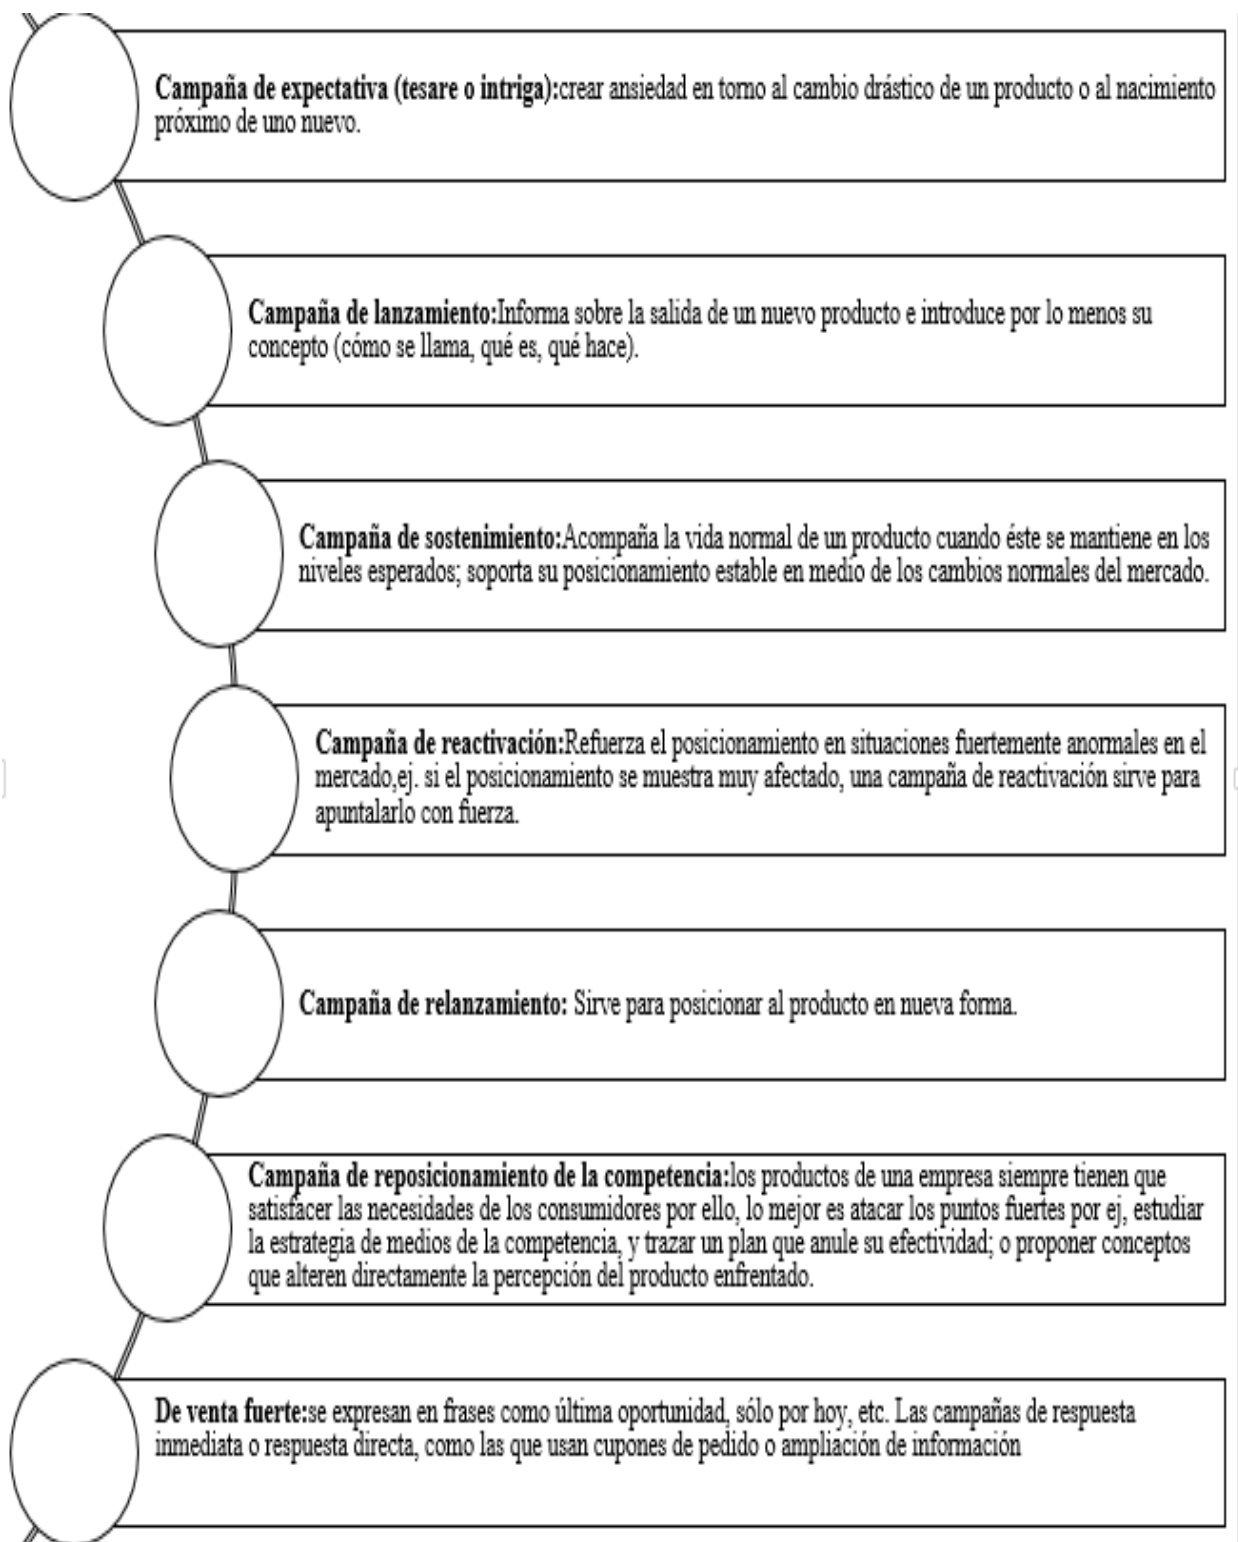 Campaña de expectativa (tesare o intriga):crear ansiedad en torno al cambio drástico de un producto o al nacimiento
próximo de uno nuevo.
Campaña de lanzamiento:Informa sobre la salida de un nuevo producto e introduce por lo menos su
concepto (cómo se llama, qué es, qué hace).
Campaña de sostenimiento:Acompaña la vida normal de un producto cuando éste se mantiene en los
niveles esperados; soporta su posicionamiento estable en medio de los cambios normales del mercado.
Campaña de reactivación:Refuerza el posicionamiento en situaciones fuertemente anormales en el
mercado,ej. si el posicionamiento se muestra muy afectado, una campaña de reactivación sirve para
apuntalarlo con fuerza.
Campaña de relanzamiento: Sirve para posicionar al producto en nueva forma.
Campaña de reposicionamiento de la competencia:los productos de una empresa siempre tienen que
satisfacer las necesidades de los consumidores por ello, lo mejor es atacar los puntos fuertes por ej, estudiar
la estrategia de medios de la competencia, y trazar un plan que anule su efectividad; o proponer conceptos
que alteren directamente la percepción del producto enfrentado.
De venta fuerte:se expresan en frases como última oportunidad, sólo por hoy, etc. Las campañas de respuesta
inmediata o respuesta directa, como las que usan cupones de pedido o ampliación de información